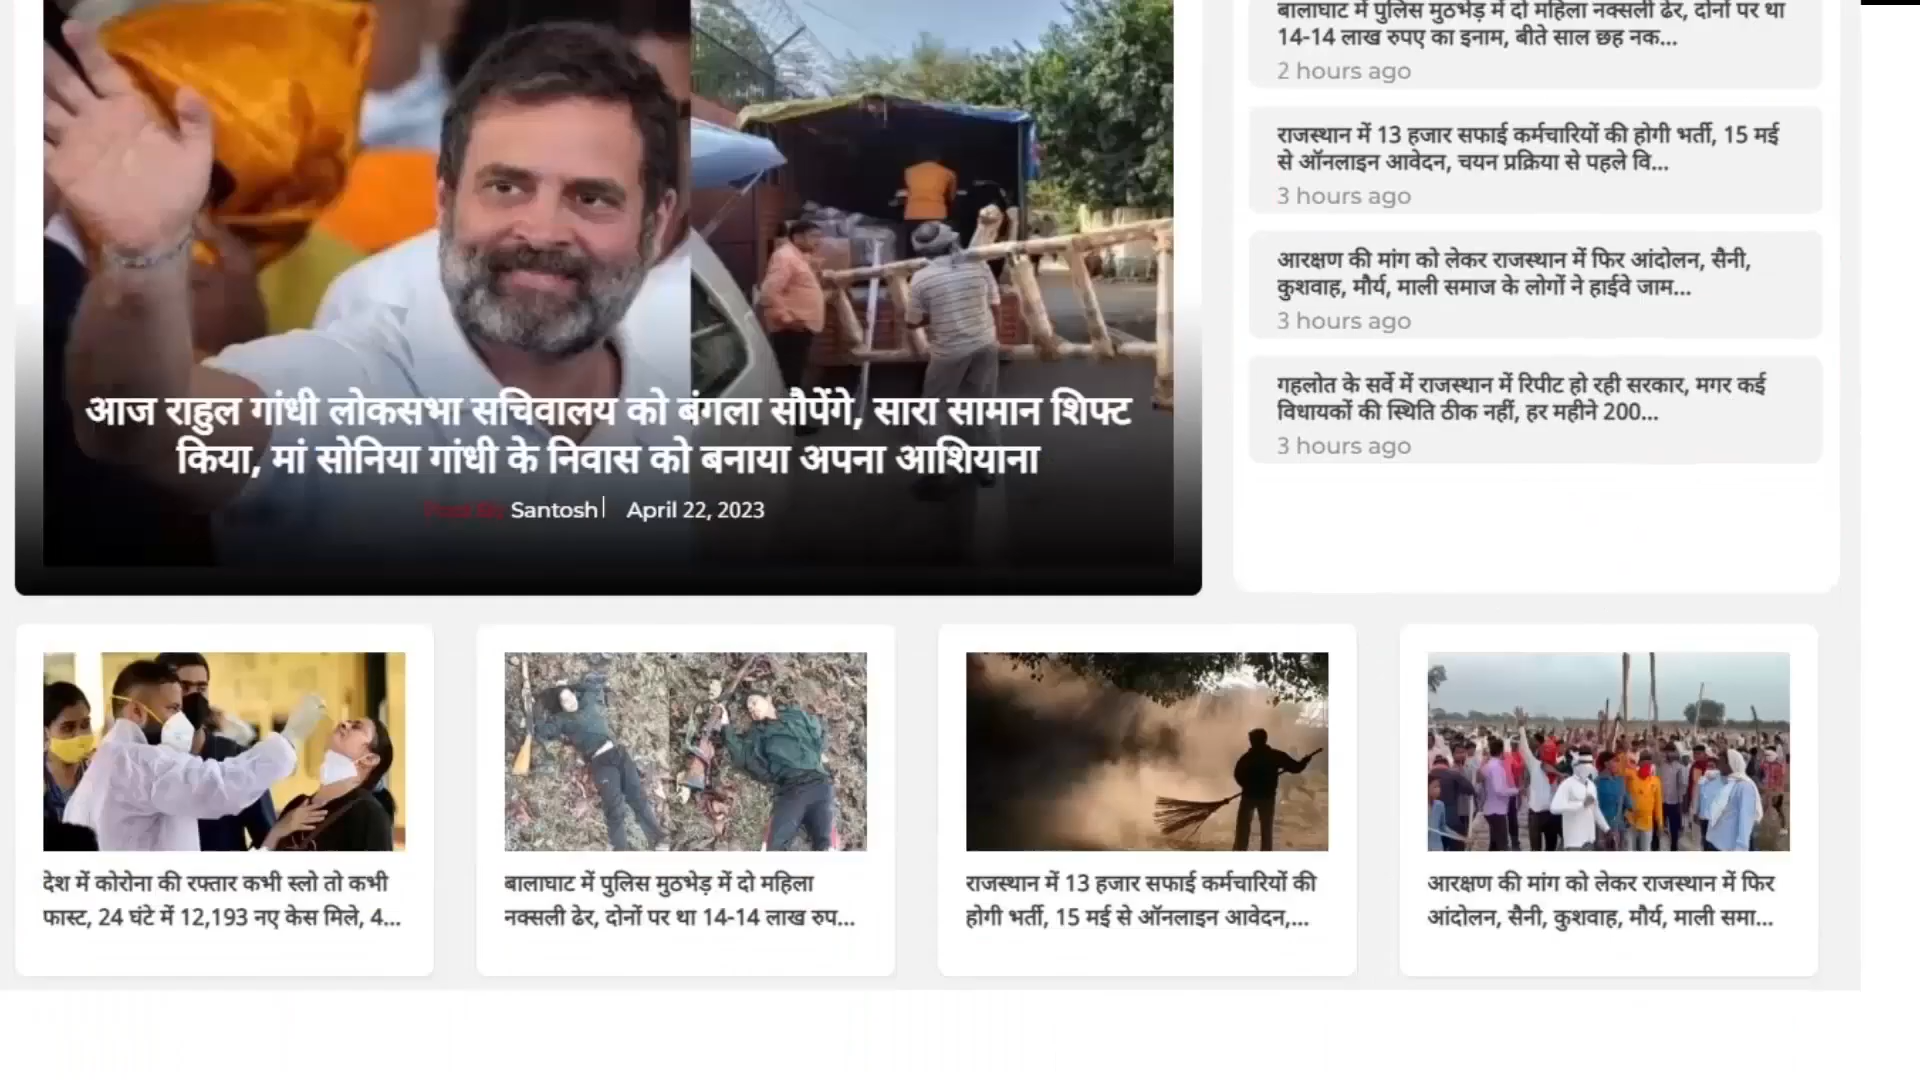 आज राहुल गांधी लोकसभा सचिवालय को बंगला सौपेंगे, सारा सामान शिफ्ट
किया, मां सोनिया गांधी के निवास को बनाया अपना आशियाना
Post By Santosh| April 22, 2023
बालाघाट में पुलिस मुठभेड़ में दो महिला नक्सली ढेर, दोनों पर था
14-14 लाख रुपए का इनाम, बीते साल छह नक...
2 hours ago
राजस्थान में 13 हजार सफाई कर्मचारियों की होगी भर्ती, 15 मई
से ऑनलाइन आवेदन, चयन प्रक्रिया से पहले वि...
3 hours ago
आरक्षण की मांग को लेकर राजस्थान में फिर आंदोलन, सैनी,
कुशवाह, मौर्य, माली समाज के लोगों ने हाईवे जाम...
3 hours ago
गहलोत के सर्वे में राजस्थान में रिपीट हो रही सरकार, मगर कई
विधायकों की स्थिति ठीक नहीं, हर महीने 200...
3 hours ago
देश में कोरोना की रफ्तार कभी स्लो तो कभी
फास्ट, 24 घंटे में 12,193 नए केस मिले, 4...
बालाघाट में पुलिस मुठभेड़ में दो महिला
नक्सली ढेर, दोनों पर था 14-14 लाख रुप...
राजस्थान में 13 हजार सफाई कर्मचारियों की
होगी भर्ती, 15 मई से ऑनलाइन आवेदन,...
आरक्षण की मांग को लेकर राजस्थान में फिर
आंदोलन, सैनी, कुशवाह, मौर्य, माली समा...